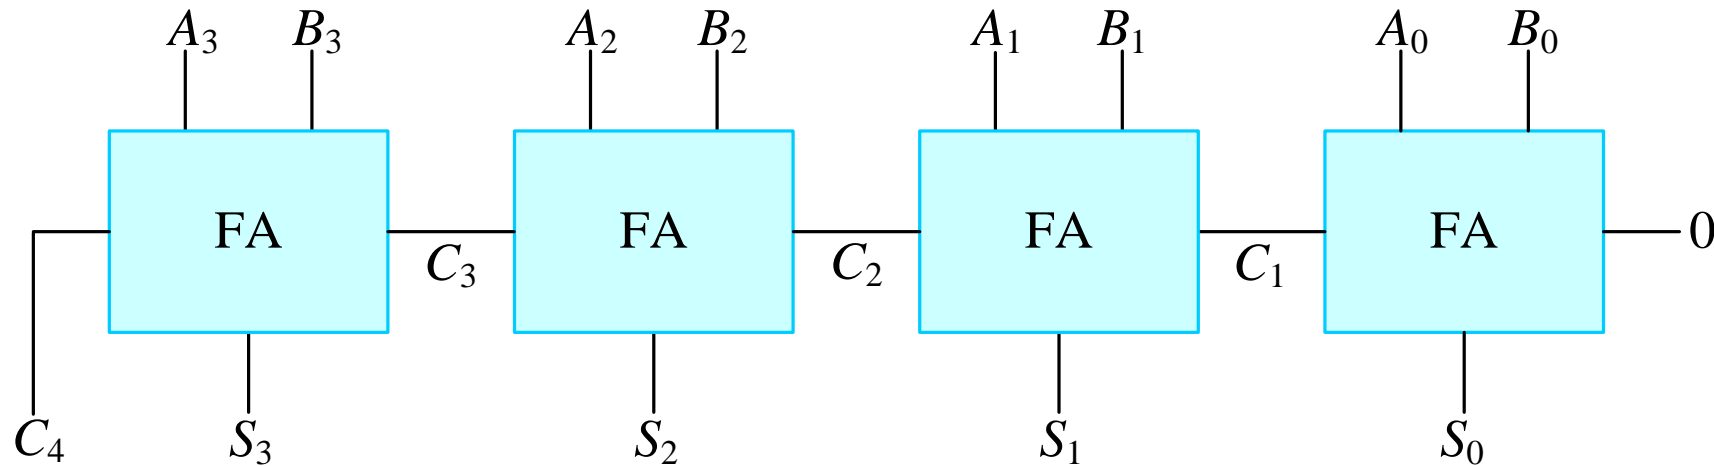 A₃ B₃ A₂ B₂ A₁ B₁ A₀ B₀
FA FA FA FA 0
C₃ C₂ C₁
C₄ S₃ S₂ S₁ S₀